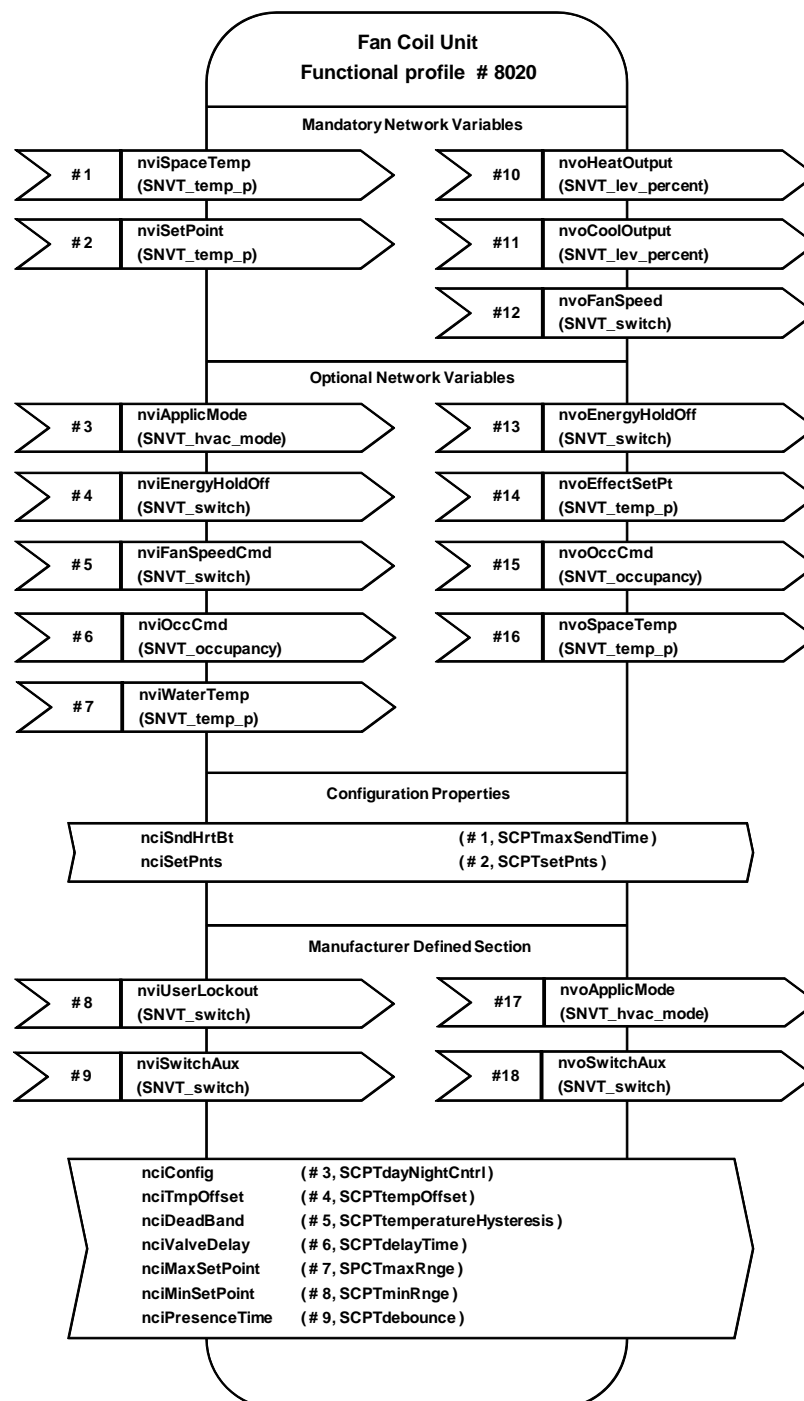 Fan Coil Unit
Functional profile # 8020
Mandatory Network Variables
# 1 nviSpaceTemp
(SNVT_temp_p)
#10 nvoHeatOutput
(SNVT_lev_percent)
# 2 nviSetPoint
(SNVT_temp_p)
#11 nvoCoolOutput
(SNVT_lev_percent)
#12 nvoFanSpeed
(SNVT_switch)
Optional Network Variables
# 3 nviApplicMode
(SNVT_hvac_mode)
#13 nvoEnergyHoldOff
(SNVT_switch)
# 4 nviEnergyHoldOff
(SNVT_switch)
#14 nvoEffectSetPt
(SNVT_temp_p)
# 5 nviFanSpeedCmd
(SNVT_switch)
#15 nvoOccCmd
(SNVT_occupancy)
# 6 nviOccCmd
(SNVT_occupancy)
#16 nvoSpaceTemp
(SNVT_temp_p)
# 7 nviWaterTemp
(SNVT_temp_p)
Configuration Properties
nciSndHrtBt ( # 1, SCPTmaxSendTime )
nciSetPnts ( # 2, SCPTsetPnts )
Manufacturer Defined Section
# 8 nviUserLockout
(SNVT_switch)
#17 nvoApplicMode
(SNVT_hvac_mode)
# 9 nviSwitchAux
(SNVT_switch)
#18 nvoSwitchAux
(SNVT_switch)
nciConfig ( # 3, SCPTdayNightCntrl )
nciTmpOffset ( # 4, SCPTtempOffset )
nciDeadBand ( # 5, SCPTtemperatureHysteresis )
nciValveDelay ( # 6, SCPTdelayTime )
nciMaxSetPoint ( # 7, SPCTmaxRnge )
nciMinSetPoint ( # 8, SCPTminRnge )
nciPresenceTime ( # 9, SCPTdebounce )